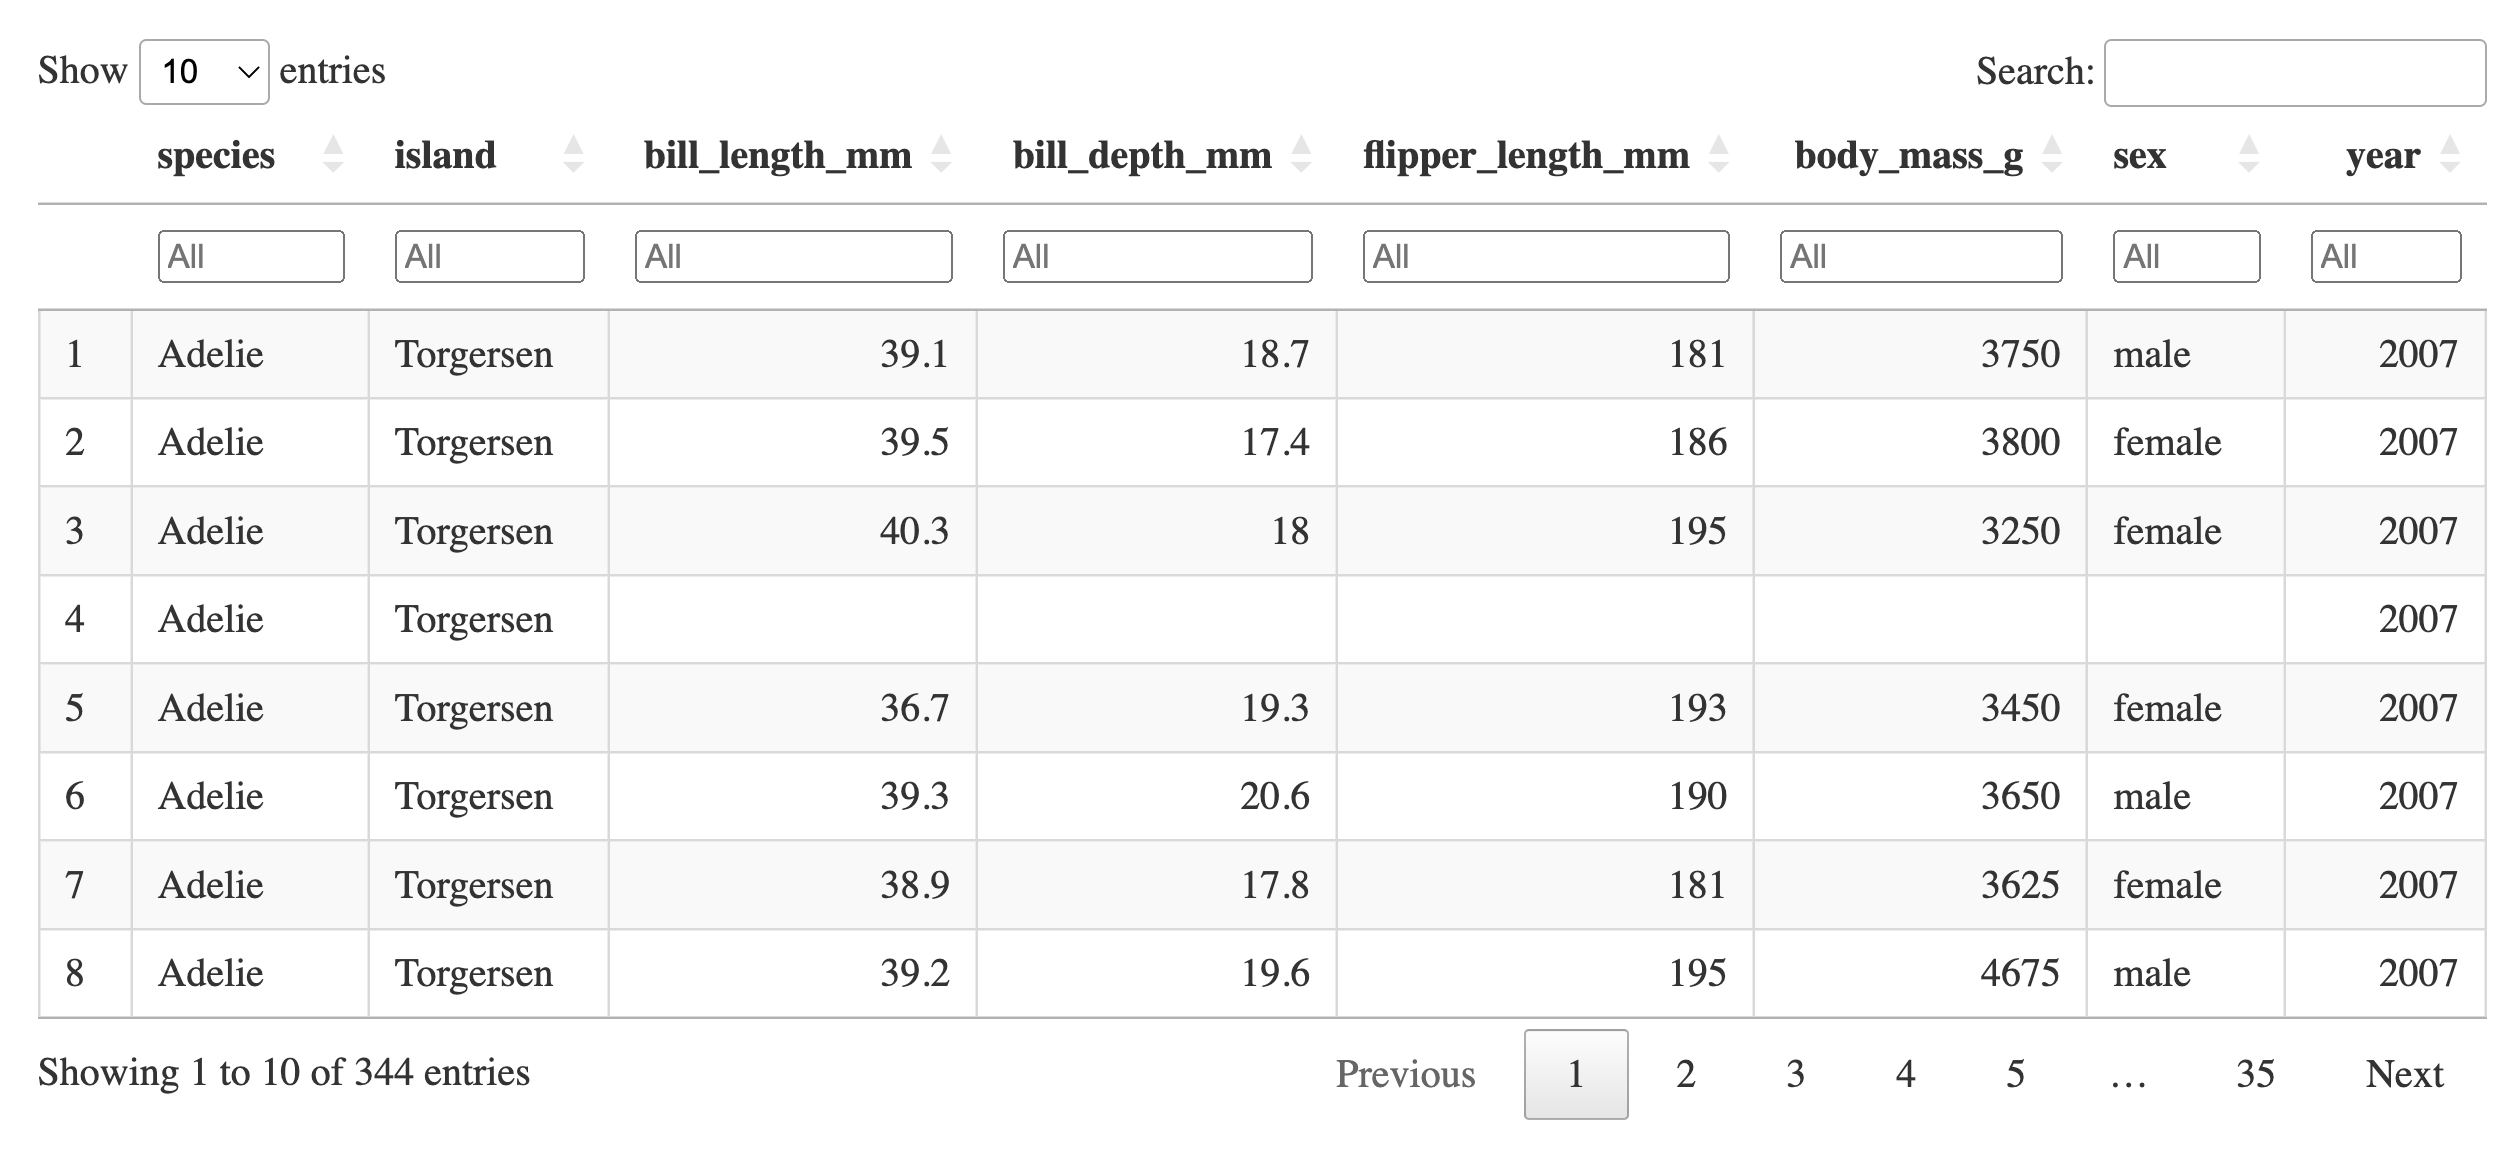 Show 10 entries Search:
species island bill_length_mm bill_depth_mm flipper_length_mm body_mass_g sex year
All All All All All All All All
1 Adelie Torgersen 39.1 18.7 181 3750 male 2007
2 Adelie Torgersen 39.5 17.4 186 3800 female 2007
3 Adelie Torgersen 40.3 18 195 3250 female 2007
4 Adelie Torgersen 2007
5 Adelie Torgersen 36.7 19.3 193 3450 female 2007
6 Adelie Torgersen 39.3 20.6 190 3650 male 2007
7 Adelie Torgersen 38.9 17.8 181 3625 female 2007
8 Adelie Torgersen 39.2 19.6 195 4675 male 2007
Showing 1 to 10 of 344 entries Previous 1 2 3 4 5 … 35 Next